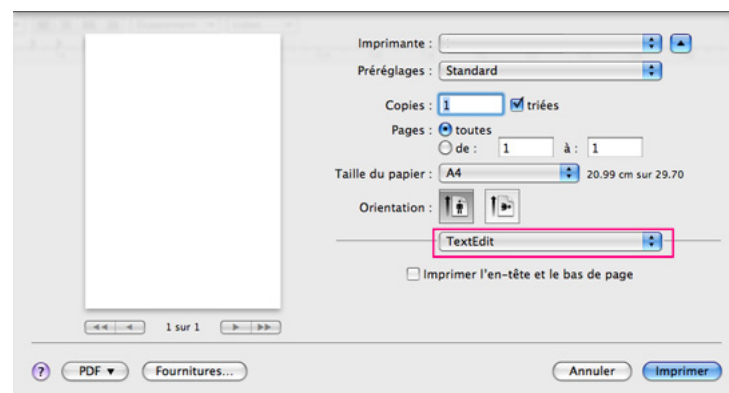 Imprimante :
Préréglages : Standard
Copies : 1 triées
Pages : toutes
de : 1 à : 1
Taille du papier : A4 20.99 cm sur 29.70
Orientation :
TextEdit
Imprimer l'en-tête et le bas de page
1 sur 1
? PDF Fournitures... Annuler Imprimer